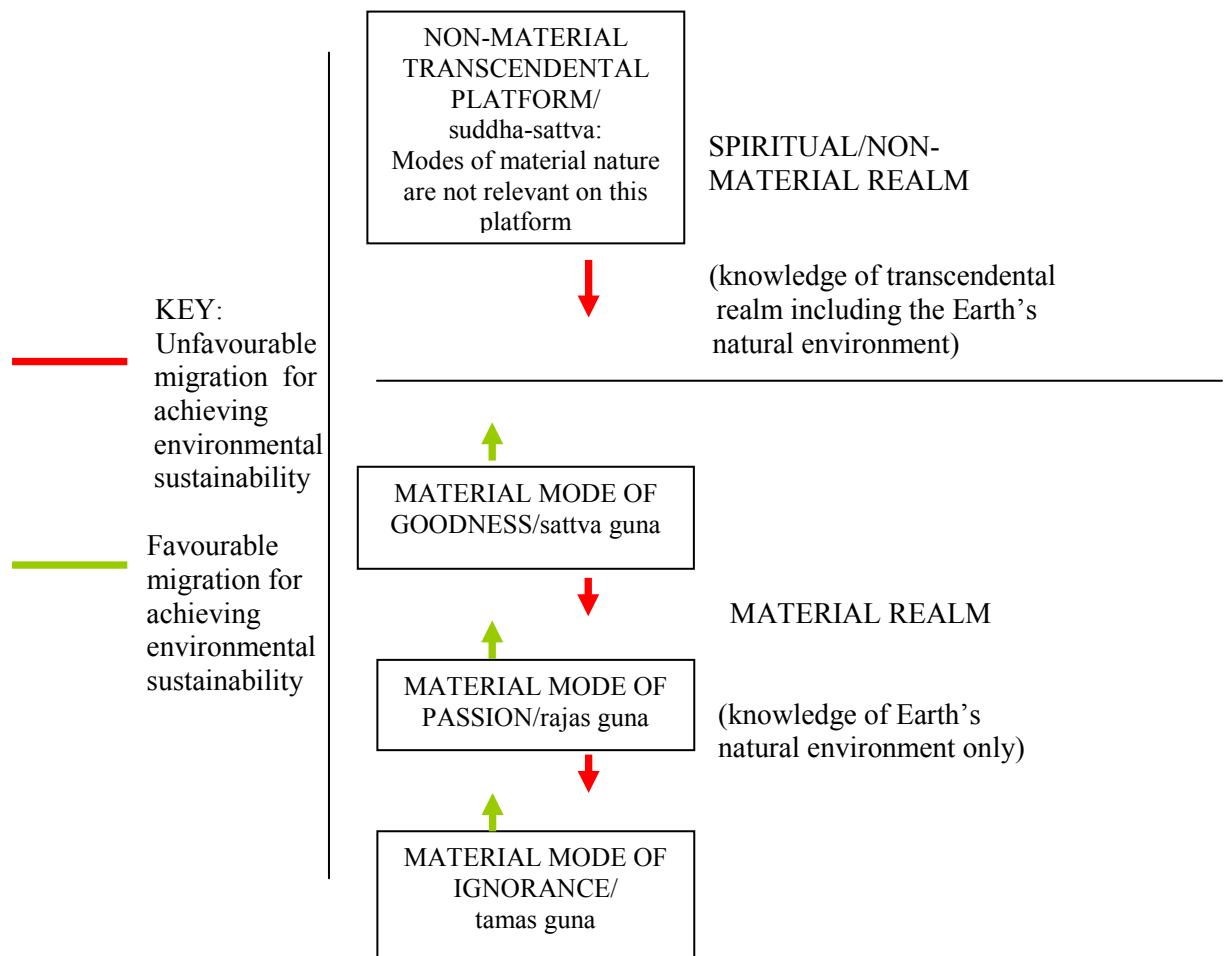 NON-MATERIAL
TRANSCENDENTAL
PLATFORM/
suddha-sattva:
Modes of material nature
are not relevant on this
platform
SPIRITUAL/NON-
MATERIAL REALM
(knowledge of transcendental
realm including the Earth’s
natural environment)
KEY:
Unfavourable
migration for
achieving
environmental
sustainability
Favourable
migration for
achieving
environmental
sustainability
MATERIAL MODE OF
GOODNESS/sattva guna
MATERIAL REALM
MATERIAL MODE OF
PASSION/rajas guna
(knowledge of Earth’s
natural environment only)
MATERIAL MODE OF
IGNORANCE/
tamas guna